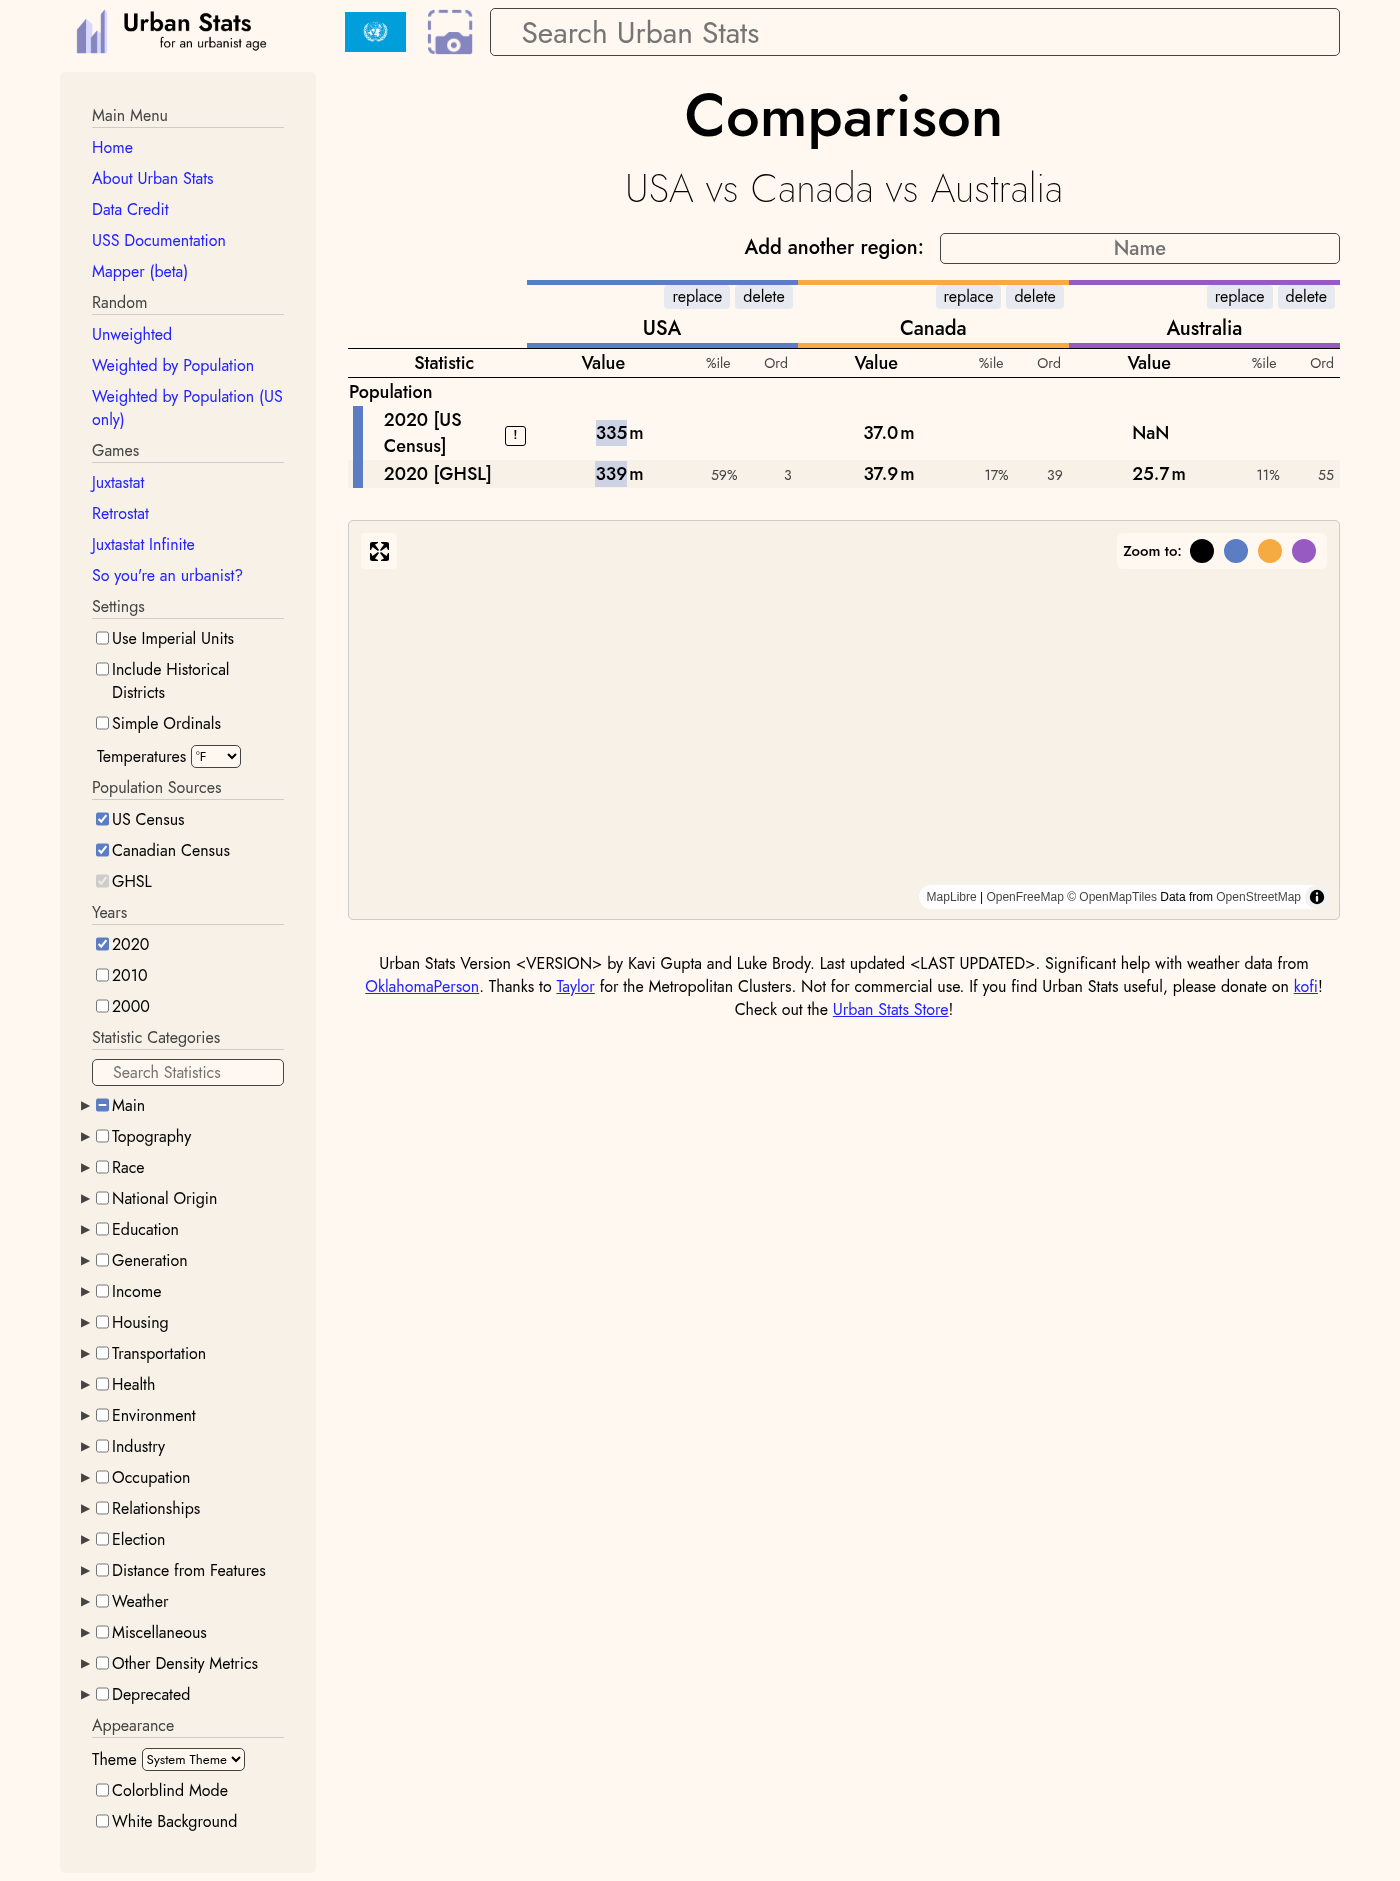 Urban Stats
for an urbanist age
Search Urban Stats
Main Menu
Home
About Urban Stats
Data Credit
USS Documentation
Mapper (beta)
Random
Unweighted
Weighted by Population
Weighted by Population (US
only)
Games
Juxtastat
Retrostat
Juxtastat Infinite
So you're an urbanist?
Settings
Use Imperial Units
Include Historical
Districts
Simple Ordinals
Temperatures °F
Population Sources
US Census
Canadian Census
GHSL
Years
2020
2010
2000
Statistic Categories
Search Statistics
Main
Topography
Race
National Origin
Education
Generation
Income
Housing
Transportation
Health
Environment
Industry
Occupation
Relationships
Election
Distance from Features
Weather
Miscellaneous
Other Density Metrics
Deprecated
Appearance
Theme System Theme
Colorblind Mode
White Background
Comparison
USA vs Canada vs Australia
Add another region: Name
replace delete replace delete replace delete
USA Canada Australia
Statistic Value %ile Ord Value %ile Ord Value %ile Ord
Population
2020 [US
Census] ! 335 m 37.0 m NaN
2020 [GHSL] 339 m 59% 3 37.9 m 17% 39 25.7 m 11% 55
Zoom to:
MapLibre | OpenFreeMap © OpenMapTiles Data from OpenStreetMap
Urban Stats Version <VERSION> by Kavi Gupta and Luke Brody. Last updated <LAST UPDATED>. Significant help with weather data from
OklahomaPerson. Thanks to Taylor for the Metropolitan Clusters. Not for commercial use. If you find Urban Stats useful, please donate on kofi!
Check out the Urban Stats Store!